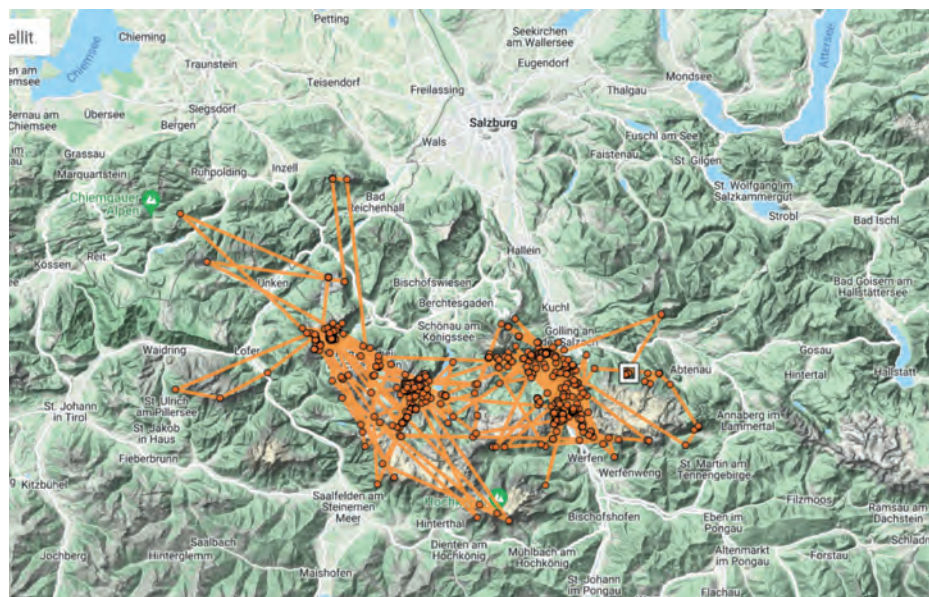 ellit
Petting
Chieming
Chiemsee
Seekirchen
am Wallersee
Eugendorf
Attersee
Mondsee
Traunstein
Teisendorf
Freilassing
Thalgau
Übersee
Siegsdorf
Bergen
Salzburg
Wals
Fuschl am See
Grassau
Marquartstein
Ruhpolding
Inzell
Faistenau
St. Gilgen
Chiemgauer
Alpen
Bad
St. Wolfgang im
Salzkammergut
Strobl
Bad Ischl
Reit
Kössen
Hallein
Unken
Bischofswiesen
Berchtesgaden
Bad Goisern am
Hallstättersee
Kuchl
Schönau am
Königssee
Golling an
Waidring
Lofer
Abtenau
Gosau
Hintertal
Hallstatt
St. Johann
in Tirol
St. Ulrich
am Pillersee
St. Jakob
in Haus
Annaberg im
Lammertal
Fieberbrunn
Werfen
Werfenweng
St. Martin am
Tennengebirge
Kitzbühel
Saalfelden am
Steinernen
Meer
Filzmoos
Ramsau am
Dachstein
Hinterthal
Bischofshofen
Eben im
Pongau
Jochberg
Saalbach
Hinterglemm
Dienten am
Hochkönig
Mühlbach am
Hochkönig
Altenmarkt
im Pongau
Forstau
Maishofen
St. Johann
im Pongau
Flachau